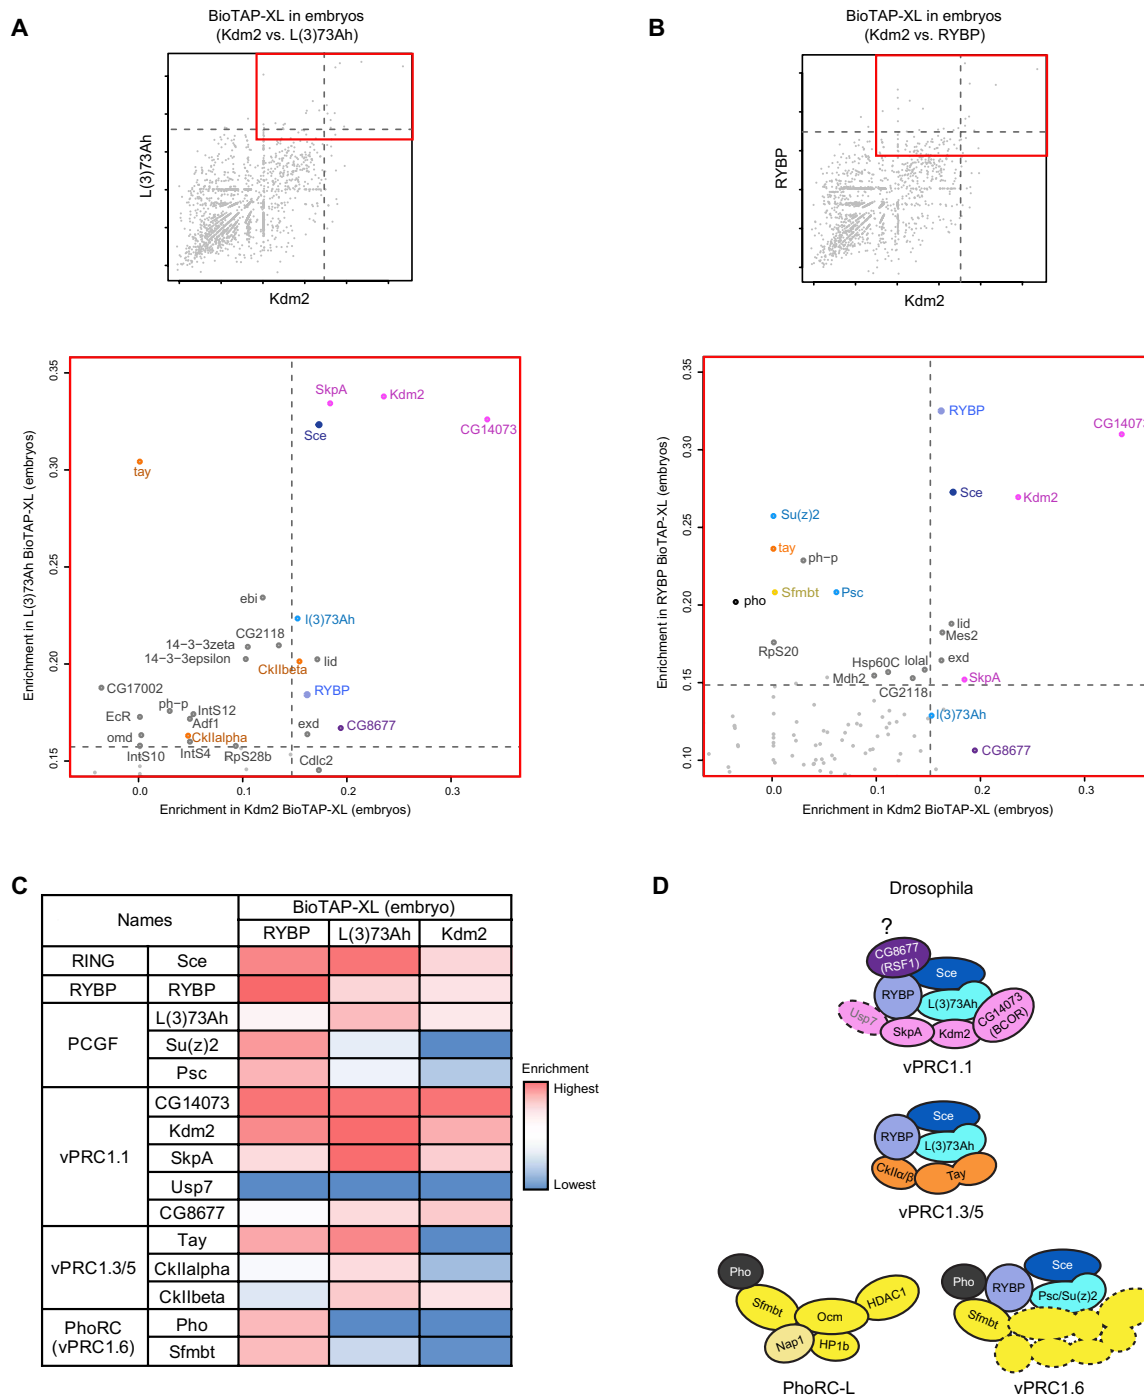 A
BioTAP-XL in embryos
(Kdm2 vs. L(3)73Ah)
L(3)73Ah
Kdm2
B
BioTAP-XL in embryos
(Kdm2 vs. RYBP)
RYBP
Kdm2
Enrichment in L(3)73Ah BioTAP-XL (embryos)
0.35
0.30
0.25
0.20
0.15
SkpA
Kdm2
CG14073
Sce
tay
ebi
l(3)73Ah
14-3-3zeta
CG2118
14-3-3epsilon
CkIIbeta
lid
CG17002
RYBP
ph-p
IntS12
EcR
Adf1
exd
CG8677
omd
CkIIalpha
IntS10
IntS4
RpS28b
Cdlc2
0.0
0.1
0.2
0.3
Enrichment in Kdm2 BioTAP-XL (embryos)
Enrichment in RYBP BioTAP-XL (embryos)
0.35
0.30
0.25
0.20
0.15
0.10
RYBP
CG14073
Sce
Kdm2
Su(z)2
tay
ph-p
Sfmbt
Psc
pho
lid
Mes2
RpS20
Hsp60C
lolal
exd
Mdh2
CG2118
SkpA
l(3)73Ah
CG8677
0.0
0.1
0.2
0.3
Enrichment in Kdm2 BioTAP-XL (embryos)
C
Names
BioTAP-XL (embryo)
RYBP
L(3)73Ah
Kdm2
RING
Sce
RYBP
RYBP
PCGF
L(3)73Ah
Su(z)2
Psc
vPRC1.1
CG14073
Kdm2
SkpA
Usp7
CG8677
vPRC1.3/5
Tay
CkIIalpha
CkIIbeta
PhoRC
(vPRC1.6)
Pho
Sfmbt
Enrichment
Highest
Lowest
D
Drosophila
?
CG8677
(RSF1)
Sce
RYBP
L(3)73Ah
CG14073
(BCOR)
Usp7
SkpA
Kdm2
vPRC1.1
Sce
RYBP
L(3)73Ah
CkIIα/β
Tay
vPRC1.3/5
Pho
Sfmbt
Ocm
HDAC1
Nap1
HP1b
PhoRC-L
Pho
RYBP
Sce
Psc/Su(z)2
Sfmbt
vPRC1.6